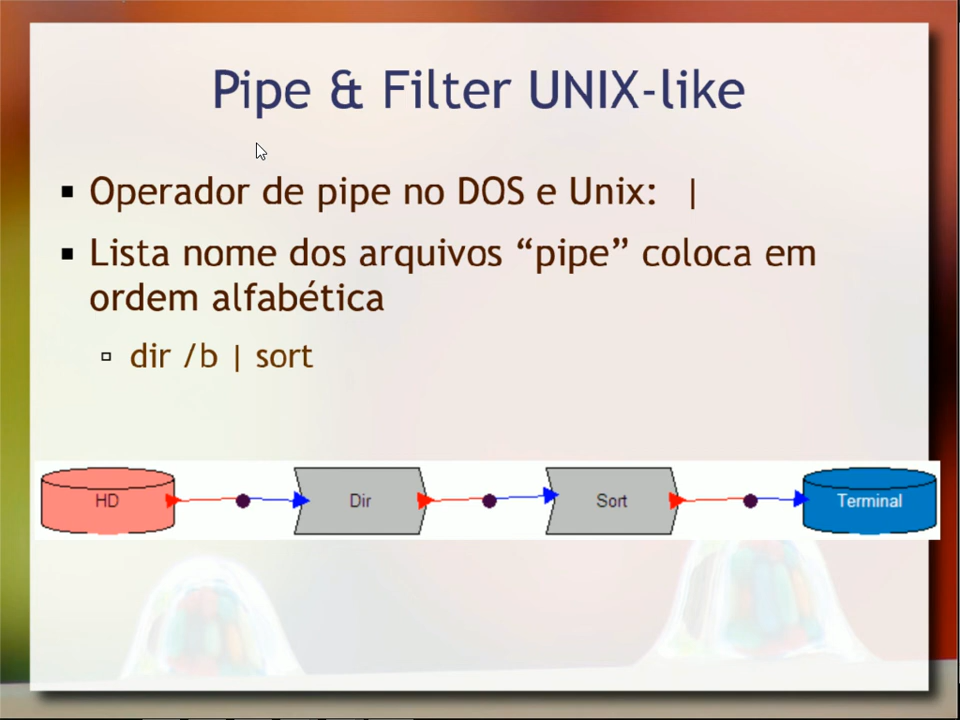 Pipe & Filter UNIX-like
▪ Operador de pipe no DOS e Unix: |
▪ Lista nome dos arquivos “pipe” coloca em
ordem alfabética
▫ dir /b | sort
HD
Dir
Sort
Terminal